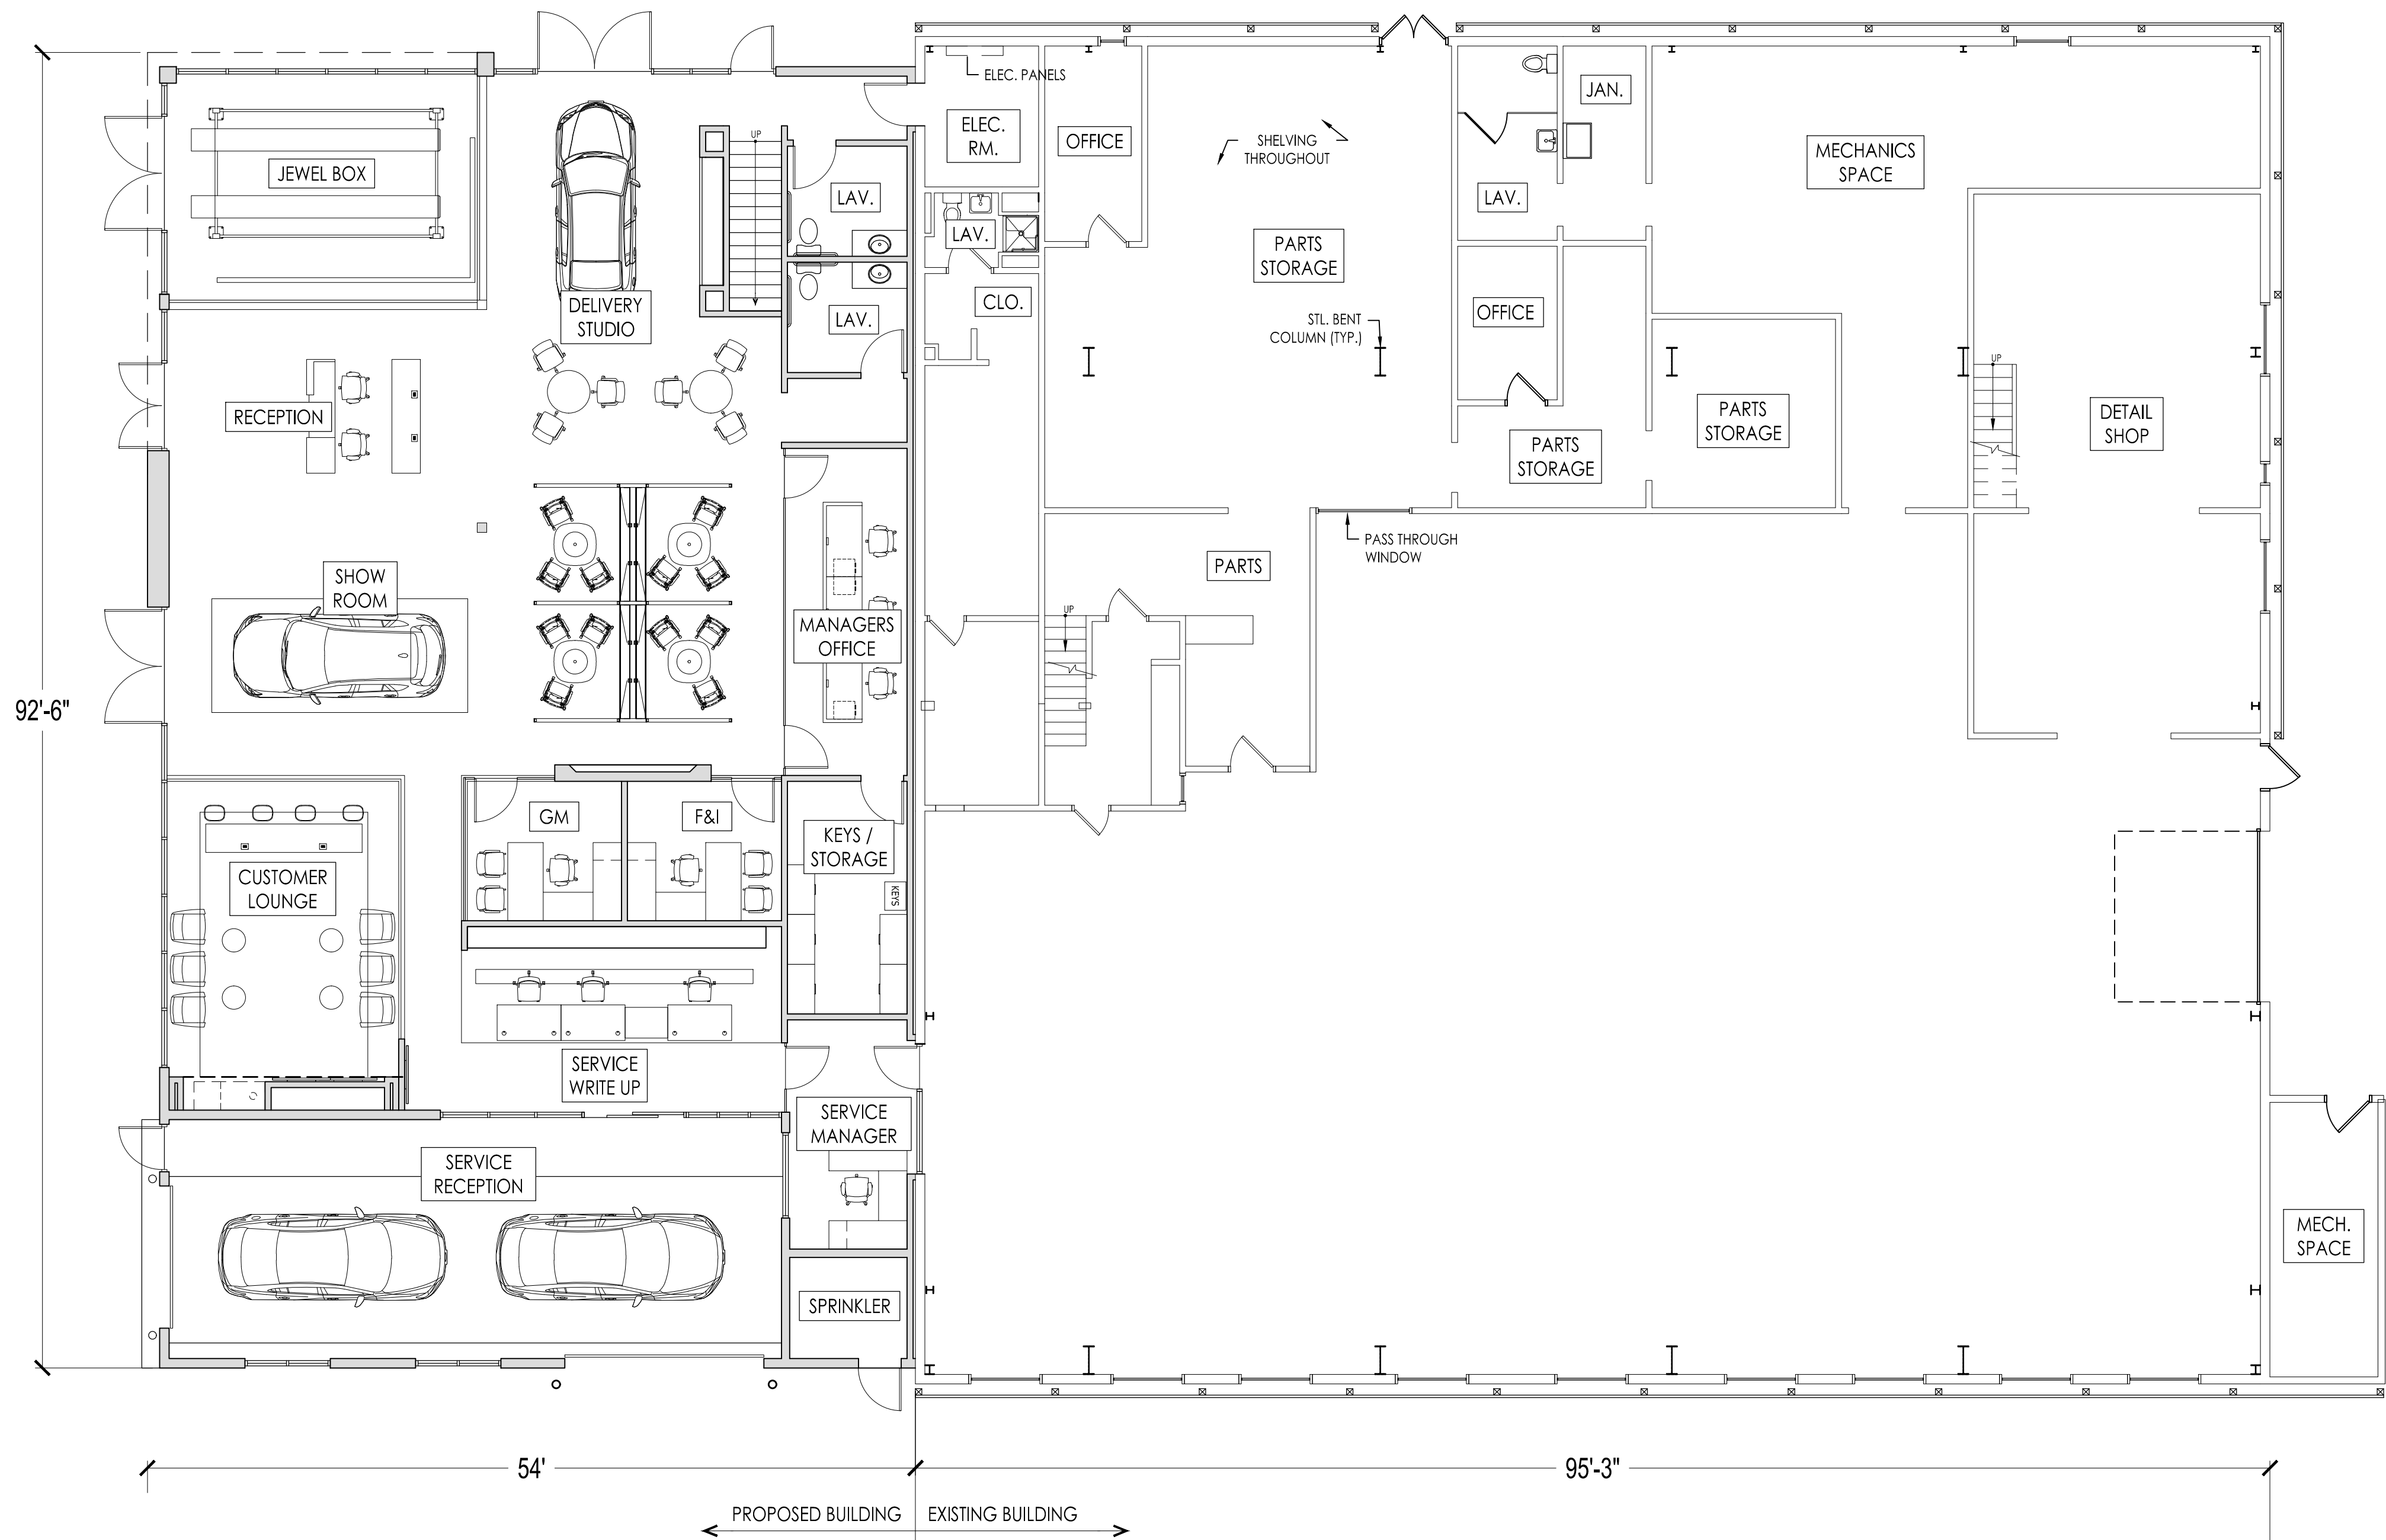 ELEC. PANELS
JAN.
ELEC.
RM.
OFFICE
UP
SHELVING
THROUGHOUT
MECHANICS
SPACE
JEWEL BOX
LAV.
LAV.
LAV.
PARTS
STORAGE
CLO.
DELIVERY
STUDIO
LAV.
OFFICE
STL. BENT
COLUMN (TYP.)
UP
RECEPTION
PARTS
STORAGE
DETAIL
SHOP
PARTS
STORAGE
PASS THROUGH
WINDOW
PARTS
SHOW
ROOM
UP
MANAGERS
OFFICE
92'-6"
GM
F&I
KEYS /
STORAGE
KEYS
CUSTOMER
LOUNGE
SERVICE
WRITE UP
SERVICE
MANAGER
SERVICE
RECEPTION
MECH.
SPACE
SPRINKLER
54'
95'-3"
PROPOSED BUILDING
EXISTING BUILDING